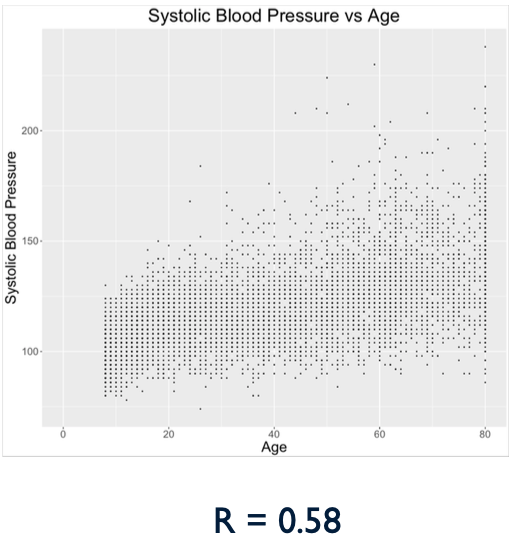 Systolic Blood Pressure vs Age
Systolic Blood Pressure
200
150
100
0 20 40 60 80
Age
R = 0.58